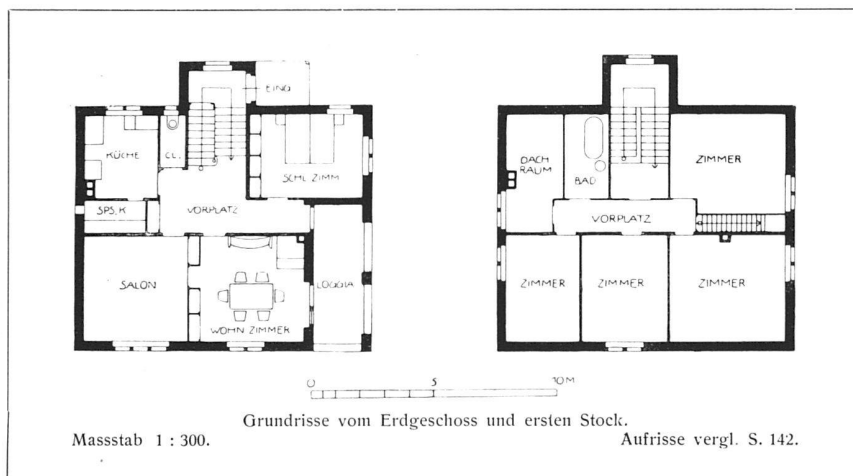 EING
KÜCHE
CL.
SCHL. ZIMM
SPS. K.
VORPLATZ
SALON
WOHN ZIMMER
LOGGIA
DACH
RAUM
BAD
ZIMMER
VORPLATZ
ZIMMER
ZIMMER
ZIMMER
0 5 10 M
Grundrisse vom Erdgeschoss und ersten Stock.
Massstab 1 : 300.
Aufrisse vergl. S. 142.